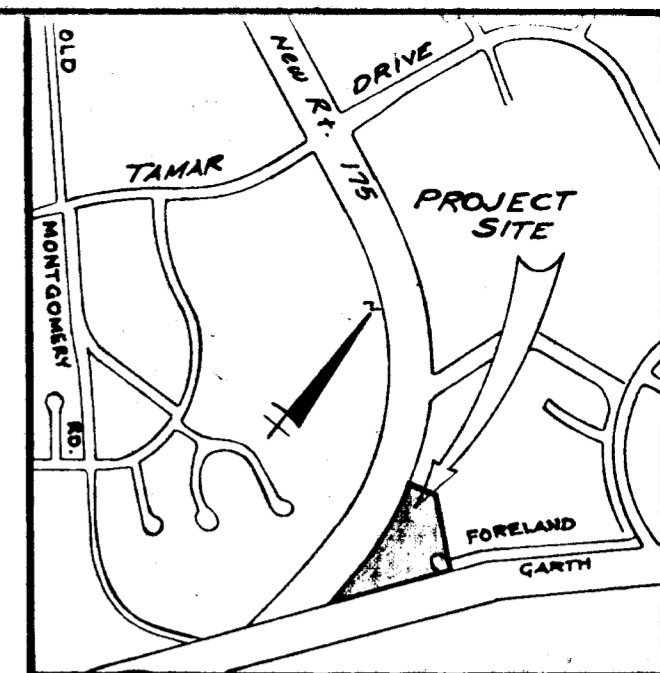 OLD
MONTGOMERY
RD.
TAMAR
DRIVE
New Rt.
175
PROJECT
SITE
N
FORELAND
GARTH